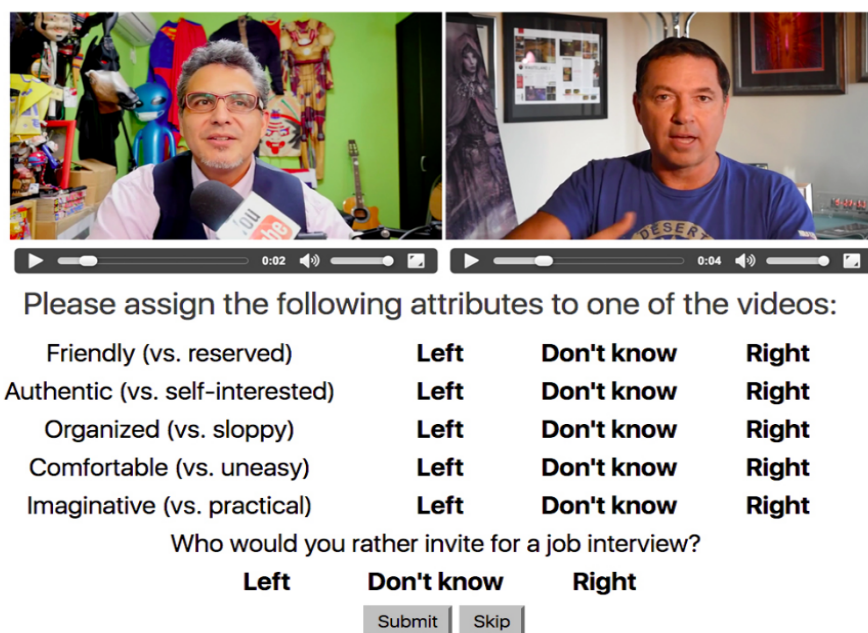 You
Tube
DESERT
0:02
0:04
Please assign the following attributes to one of the videos:
Friendly (vs. reserved) Left Don't know Right
Authentic (vs. self-interested) Left Don't know Right
Organized (vs. sloppy) Left Don't know Right
Comfortable (vs. uneasy) Left Don't know Right
Imaginative (vs. practical) Left Don't know Right
Who would you rather invite for a job interview?
Left Don't know Right
Submit Skip